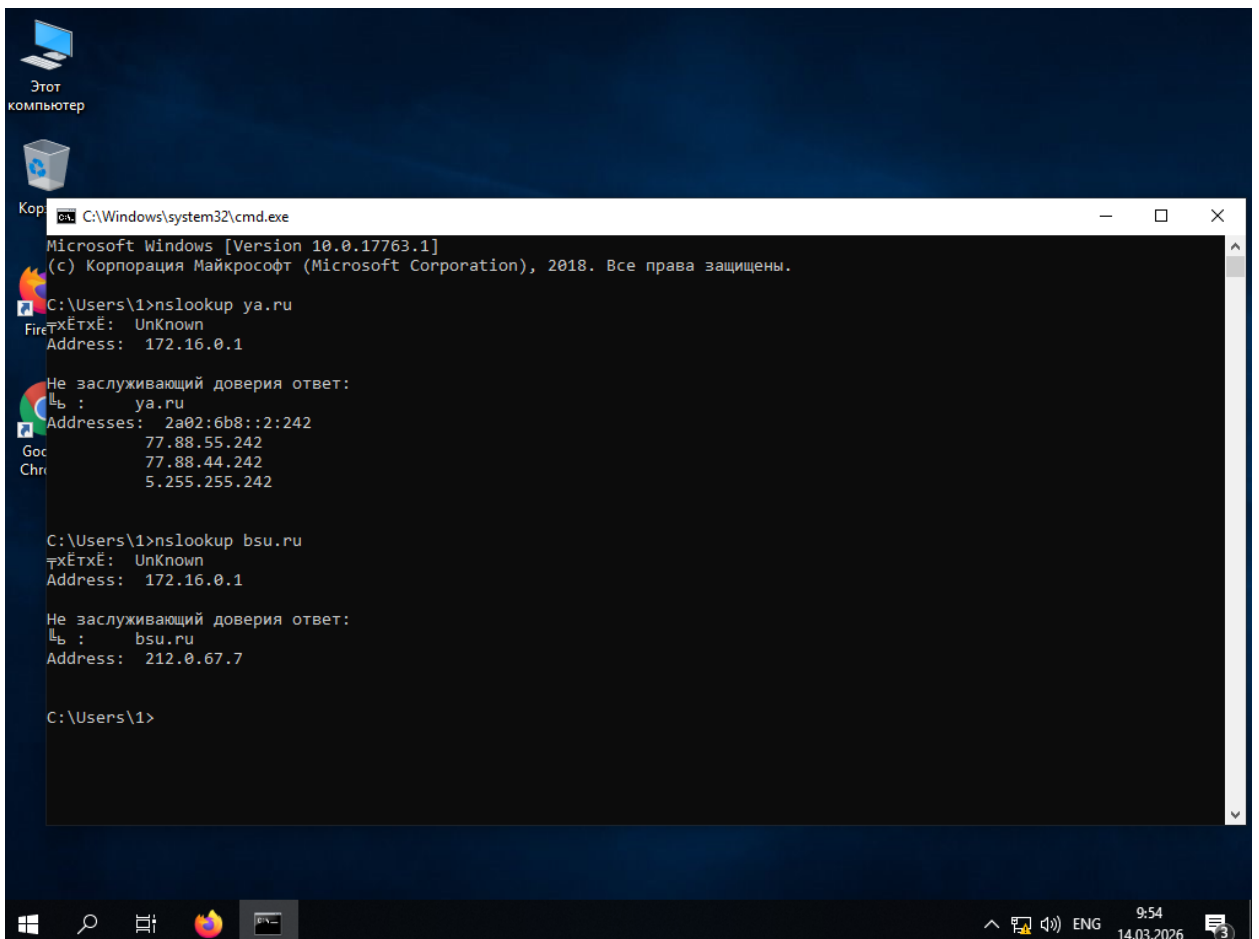 Этот
компьютер
C:\Windows\system32\cmd.exe
Microsoft Windows [Version 10.0.17763.1]
(c) Корпорация Майкрософт (Microsoft Corporation), 2018. Все права защищены.
C:\Users\1>nslookup ya.ru
╤хЁтхЁ:  UnKnown
Address:  172.16.0.1
Не заслуживающий доверия ответ:
╚ь :     ya.ru
Addresses:  2a02:6b8::2:242
77.88.55.242
77.88.44.242
5.255.255.242
C:\Users\1>nslookup bsu.ru
╤хЁтхЁ:  UnKnown
Address:  172.16.0.1
Не заслуживающий доверия ответ:
╚ь :     bsu.ru
Address:  212.0.67.7
C:\Users\1>
Кор
Fire
Goo
Chr
ENG
9:54
14.03.2026
3